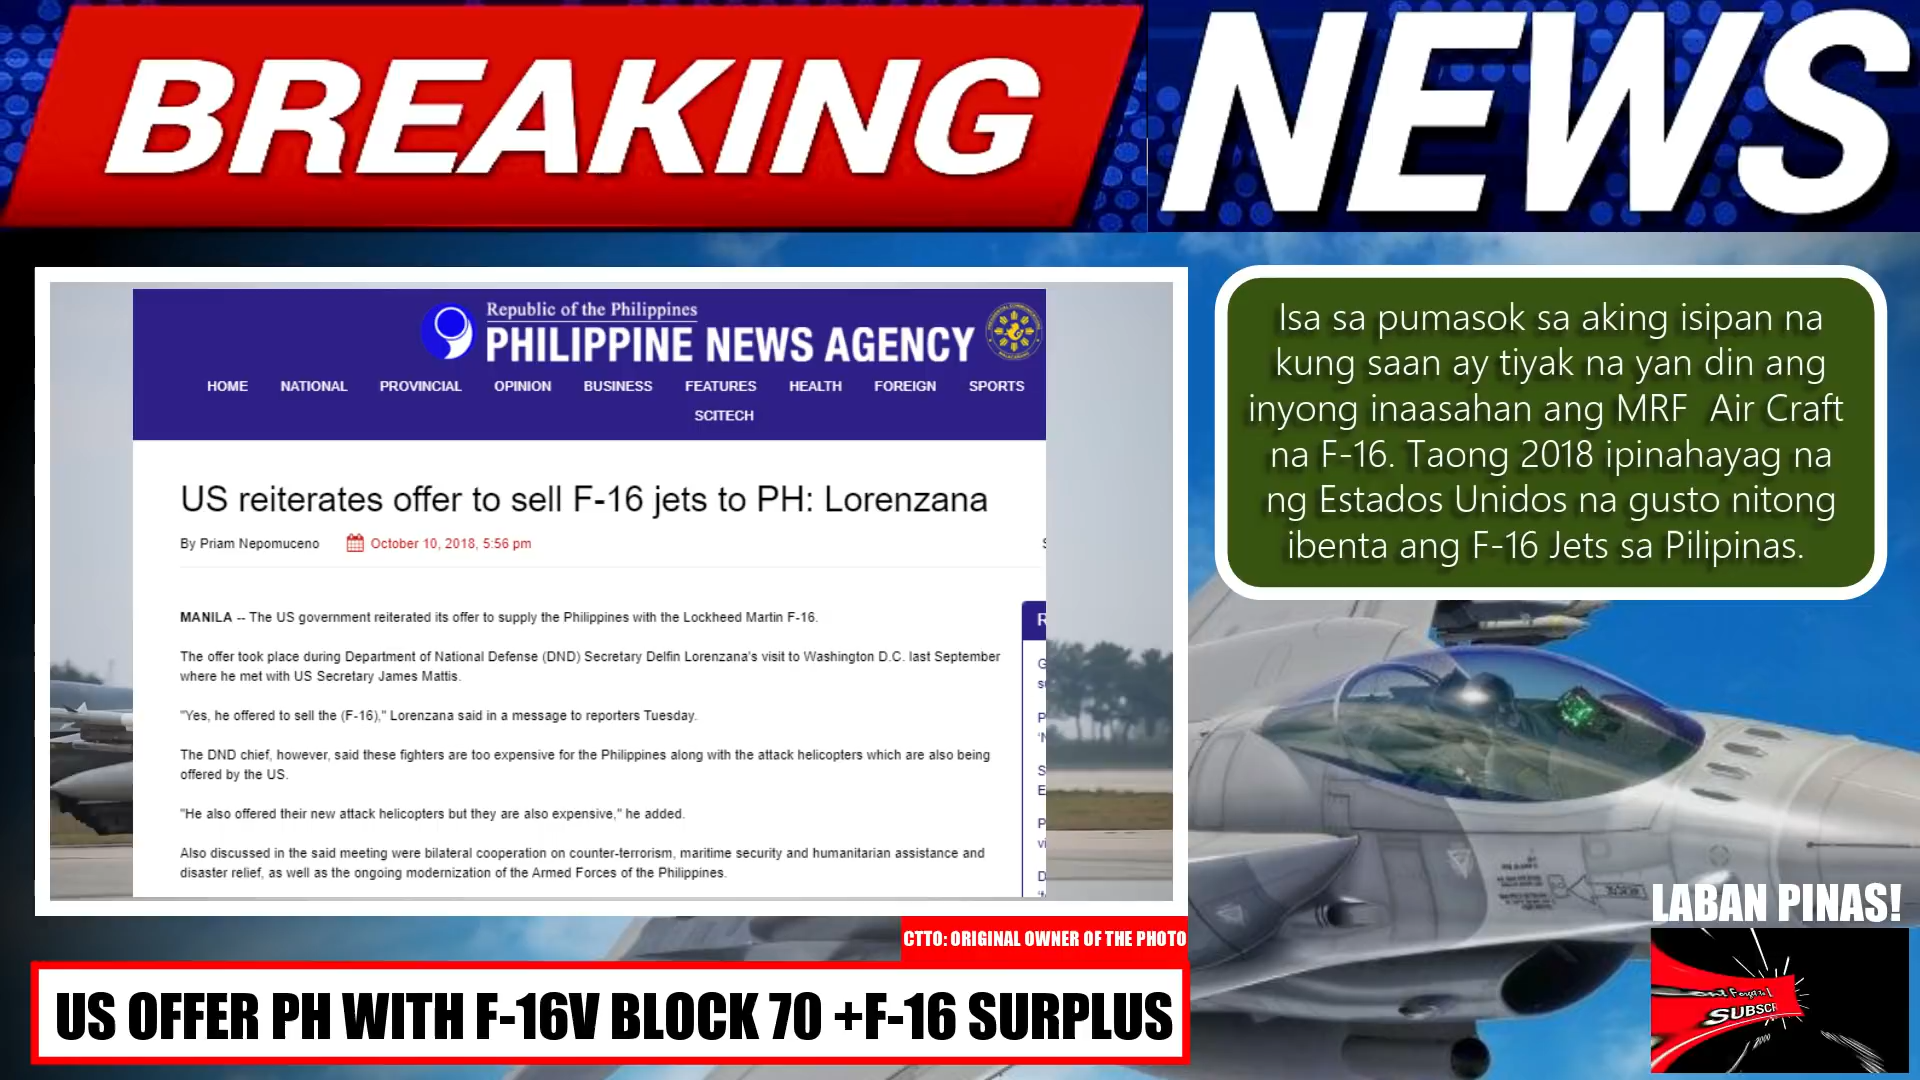 BREAKING NEWS
Republic of the Philippines
PHILIPPINE NEWS AGENCY
HOME NATIONAL PROVINCIAL OPINION BUSINESS FEATURES HEALTH FOREIGN SPORTS
SCITECH
US reiterates offer to sell F-16 jets to PH: Lorenzana
By Priam Nepomuceno October 10, 2018, 5:56 pm
MANILA -- The US government reiterated its offer to supply the Philippines with the Lockheed Martin F-16.
The offer took place during Department of National Defense (DND) Secretary Delfin Lorenzana's visit to Washington D.C. last September
where he met with US Secretary James Mattis.
"Yes, he offered to sell the (F-16)," Lorenzana said in a message to reporters Tuesday.
The DND chief, however, said these fighters are too expensive for the Philippines along with the attack helicopters which are also being
offered by the US.
"He also offered their new attack helicopters but they are also expensive," he added.
Also discussed in the said meeting were bilateral cooperation on counter-terrorism, maritime security and humanitarian assistance and
disaster relief, as well as the ongoing modernization of the Armed Forces of the Philippines.
Isa sa pumasok sa aking isipan na
kung saan ay tiyak na yan din ang
inyong inaasahan ang MRF Air Craft
na F-16. Taong 2018 ipinahayag na
ng Estados Unidos na gusto nitong
ibenta ang F-16 Jets sa Pilipinas.
LABAN PINAS!
CTTO: ORIGINAL OWNER OF THE PHOTO
US OFFER PH WITH F-16V BLOCK 70 +F-16 SURPLUS